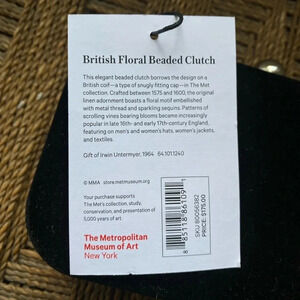 British Floral Beaded Clutch
This elegant beaded clutch borrows the design on a
British coif—a type of snugly fitting cap—in The Met
collection. Crafted between 1575 and 1600, the original
linen adornment boasts a floral motif embellished
with metal thread and sparkling sequins. Patterns of
scrolling vines bearing blooms became increasingly
popular in late 16th- and early 17th-century England,
featuring on men's and women's hats, women's jackets,
and textiles.
Gift of Irwin Untermyer, 1964 64.101.1240
© MMA store.metmuseum.org
Your purchase supports
The Met's collection, study,
conservation, and presentation of
5,000 years of art.
The Metropolitan
Museum of Art
New York
PRICE: $175.00